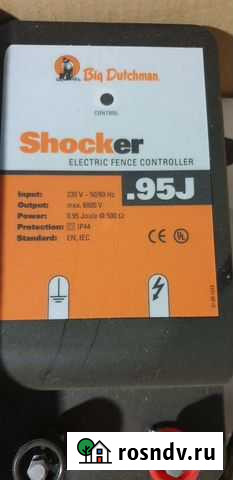 Big Dutchman.
CONTROL
Shocker
ELECTRIC FENCE CONTROLLER
.95J
Input: 230 V ~ 50/60 Hz
Output: max. 6800 V
Power: 0.95 Joule @ 500 Ω
Protection: IP44
Standard: EN, IEC
CE UL
rosndv.ru